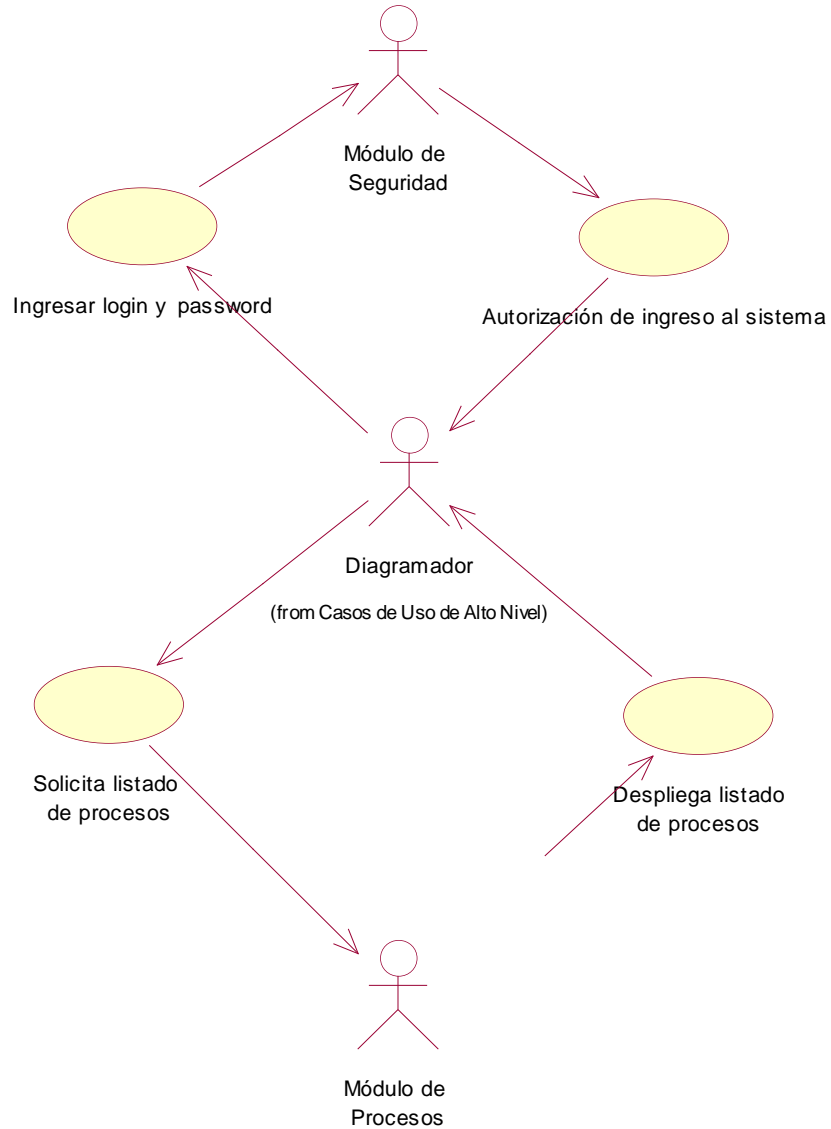 Módulo de
Seguridad
Ingresar login y password
Autorización de ingreso al sistema
Diagramador
(from Casos de Uso de Alto Nivel)
Solicita listado
de procesos
Despliega listado
de procesos
Módulo de
Procesos